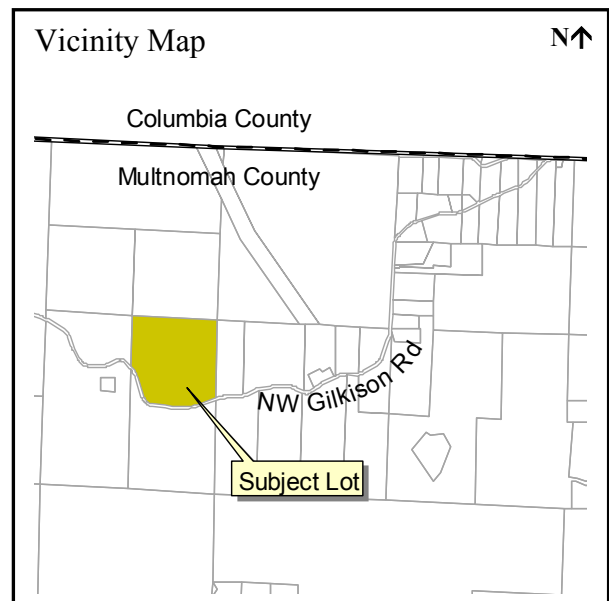 Vicinity Map
N↑
Columbia County
Multnomah County
NW Gilkison Rd
Subject Lot